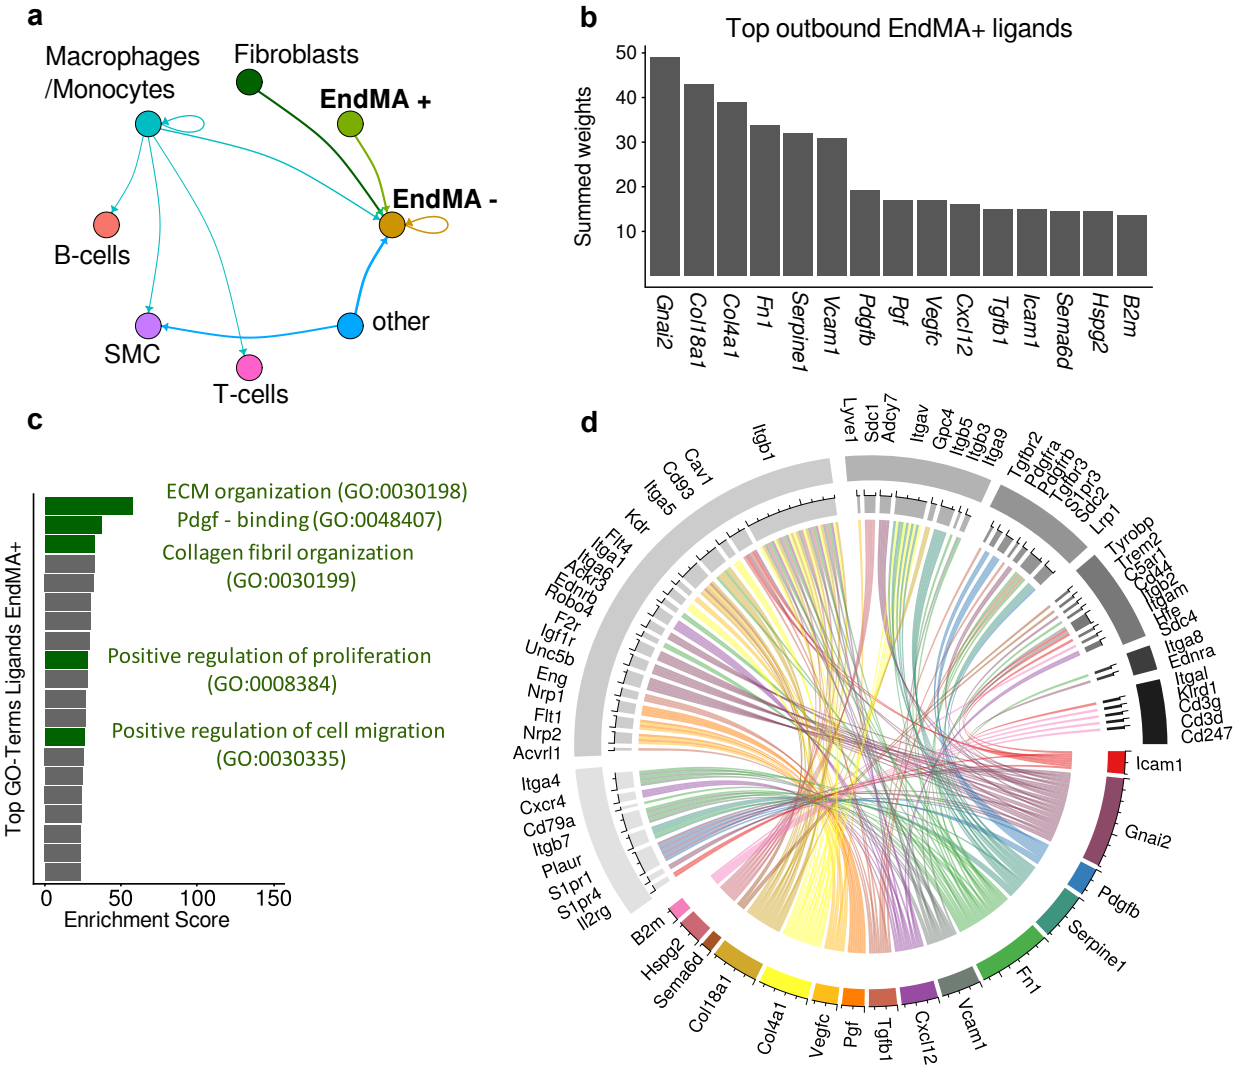 a
Macrophages
/Monocytes
Fibroblasts
EndMA +
EndMA -
B-cells
other
SMC
T-cells
b
Top outbound EndMA+ ligands
Summed weights
50
40
30
20
10
Gnai2
Col18a1
Col4a1
Fn1
Serpine1
Vcam1
Pdgfb
Pgf
Vegfc
Cxcl12
Tgfb1
Icam1
Sema6d
Hspg2
B2m
c
Top GO-Terms Ligands EndMA+
ECM organization (GO:0030198)
Pdgf - binding (GO:0048407)
Collagen fibril organization
(GO:0030199)
Positive regulation of proliferation
(GO:0008384)
Positive regulation of cell migration
(GO:0030335)
0
50
100
150
Enrichment Score
d
Itgb1
Cav1
Cd93
Itga5
Kdr
Flt4
Itga1
Itga6
Ackr3
Ednrb
Robo4
F2r
Igf1r
Unc5b
Eng
Nrp1
Flt1
Nrp2
Acvrl1
Itga4
Cxcr4
Cd79a
Itgb7
Plaur
S1pr1
S1pr4
Il2rg
Lyve1
Sdc1
Adcy7
Itgav
Gpc4
Itgb5
Itgb3
Itga9
Tgfbr2
Pdgfra
Pdgfrb
Tgfbr3
S1pr3
Sdc2
Lrp1
Tyrobp
Trem2
C5ar1
Cd44
Itgb2
Itgam
Hfe
Sdc4
Itga8
Ednra
Itgal
Klrd1
Cd3g
Cd3d
Cd247
Icam1
Gnai2
Pdgfb
Serpine1
Fn1
Vcam1
Cxcl12
Tgfb1
Pgf
Vegfc
Col4a1
Col18a1
Sema6d
Hspg2
B2m